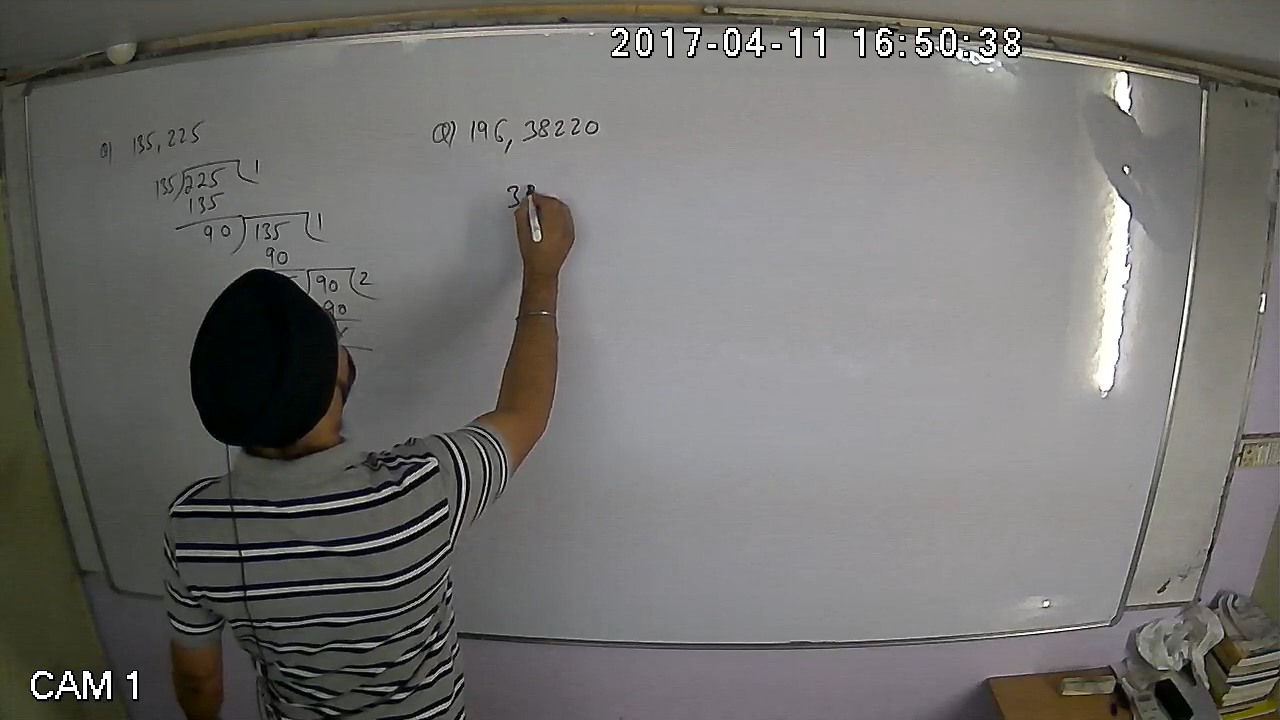 2017-04-11 16:50:38
Q) 135, 225
135)225(1
135
90)135(1
90
90(2
90
Q) 196, 38220
3
CAM 1